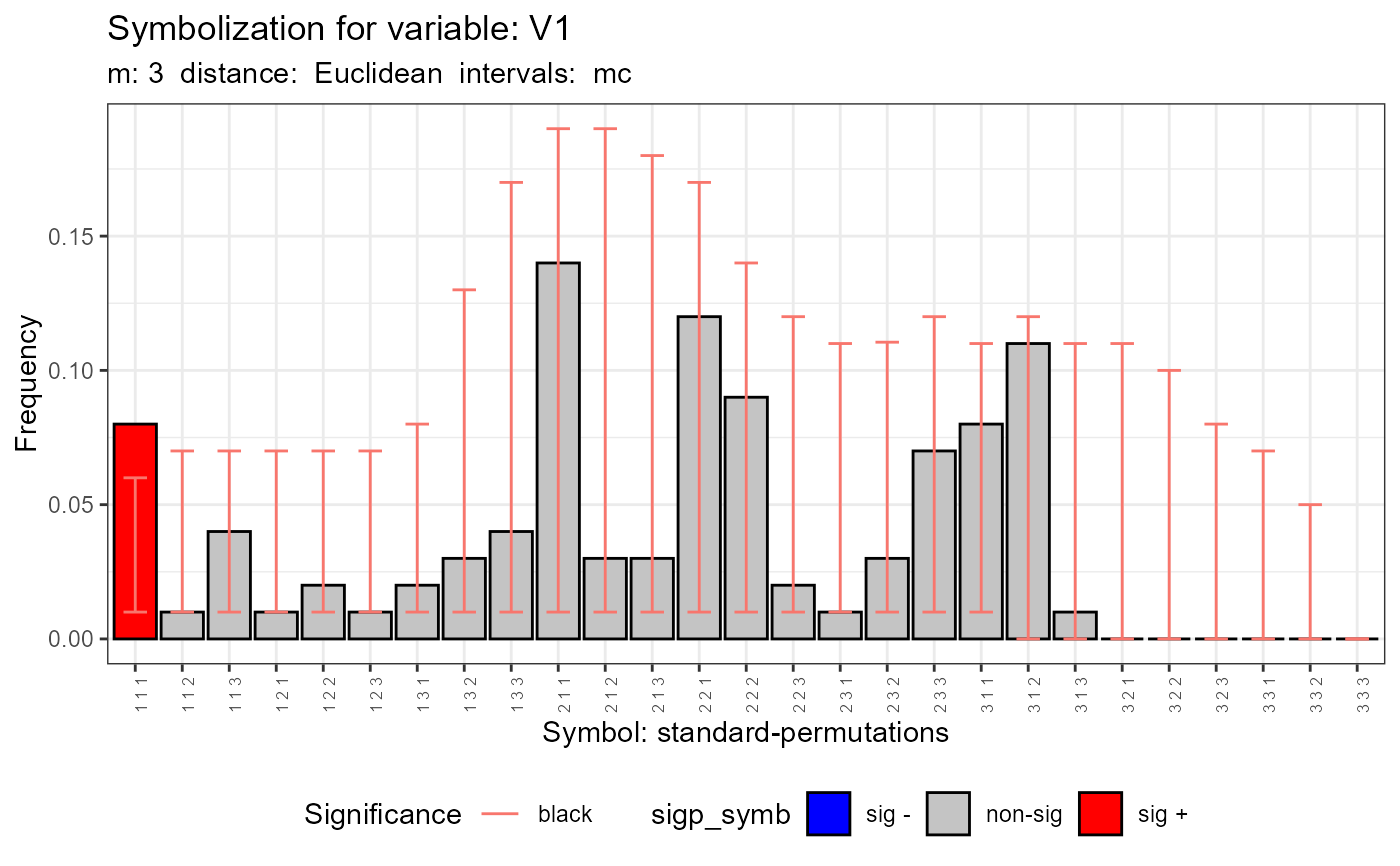 Symbolization for variable: V1
m: 3 distance: Euclidean intervals: mc
Frequency
0.15
0.10
0.05
0.00
1 1 1
1 1 2
1 1 3
1 2 1
1 2 2
1 2 3
1 3 1
1 3 2
1 3 3
2 1 1
2 1 2
2 1 3
2 2 1
2 2 2
2 2 3
2 3 1
2 3 2
2 3 3
3 1 1
3 1 2
3 1 3
3 2 1
3 2 2
3 2 3
3 3 1
3 3 2
3 3 3
Symbol: standard-permutations
Significance black sigp_symb sig - non-sig sig +